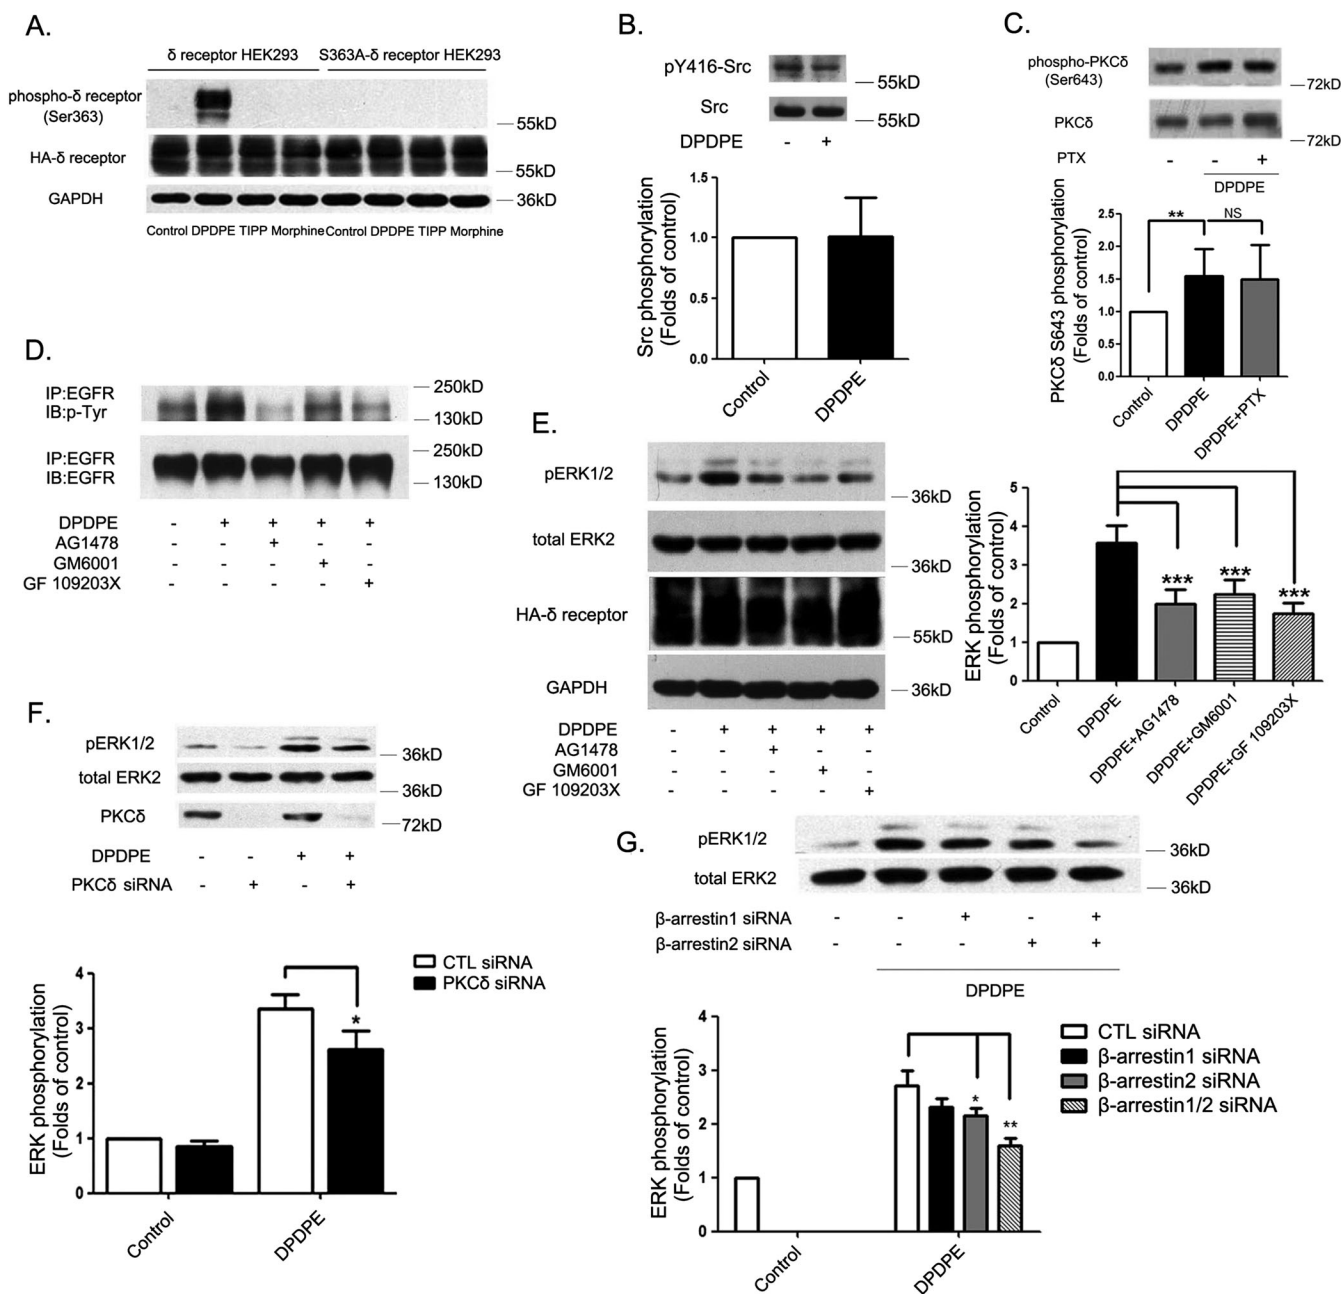 A.
δ receptor HEK293 S363A-δ receptor HEK293
phospho-δ receptor
(Ser363)
55kD
HA-δ receptor
55kD
GAPDH
36kD
Control DPDPE TIPP Morphine Control DPDPE TIPP Morphine
B.
pY416-Src
55kD
Src
55kD
DPDPE - +
Src phosphorylation
(Folds of control)
1.5
1.0
0.5
0.0
Control
DPDPE
C.
phospho-PKCδ
(Ser643)
72kD
PKCδ
72kD
PTX - - +
DPDPE
PKCδ S643 phosphorylation
(Folds of control)
2.5
2.0
1.5
1.0
0.5
0.0
** NS
Control
DPDPE
DPDPE+PTX
D.
IP:EGFR
IB:p-Tyr
250kD
130kD
IP:EGFR
IB:EGFR
250kD
130kD
DPDPE - + + + +
AG1478 - - + - -
GM6001 - - - + -
GF 109203X - - - - +
E.
pERK1/2
36kD
total ERK2
36kD
HA-δ receptor
55kD
GAPDH
36kD
DPDPE - + + + +
AG1478 - - + - -
GM6001 - - - + -
GF 109203X - - - - +
ERK phosphorylation
(Folds of control)
5
4
3
2
1
0
*** *** ***
Control
DPDPE
DPDPE+AG1478
DPDPE+GM6001
DPDPE+GF 109203X
F.
pERK1/2
36kD
total ERK2
36kD
PKCδ
72kD
DPDPE - - + +
PKCδ siRNA - + - +
ERK phosphorylation
(Folds of control)
4
3
2
1
0
*
CTL siRNA
PKCδ siRNA
Control
DPDPE
G.
pERK1/2
36kD
total ERK2
36kD
β-arrestin1 siRNA - - + - +
β-arrestin2 siRNA - - - + +
DPDPE
ERK phosphorylation
(Folds of control)
4
3
2
1
0
* **
CTL siRNA
β-arrestin1 siRNA
β-arrestin2 siRNA
β-arrestin1/2 siRNA
Control
DPDPE